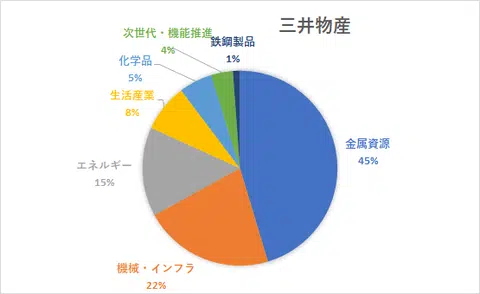 三井物産
次世代・機能推進
4%
鉄鋼製品
1%
化学品
5%
生活産業
8%
金属資源
45%
エネルギー
15%
機械・インフラ
22%